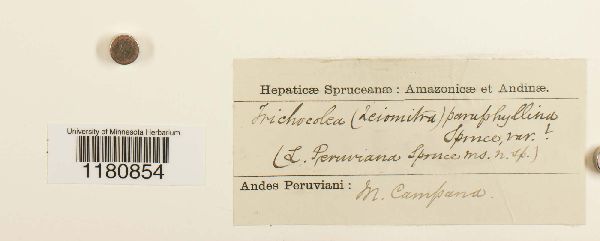 University of Minnesota Herbarium
1180854
Hepaticæ Spruceanæ : Amazonicæ et Andinæ.
Trichocolea (Leiomitra) paraphyllina
Spruce, var. !
(L. Peruviana Spruce ms. n. sp.)
Andes Peruviani :
M. Campana.